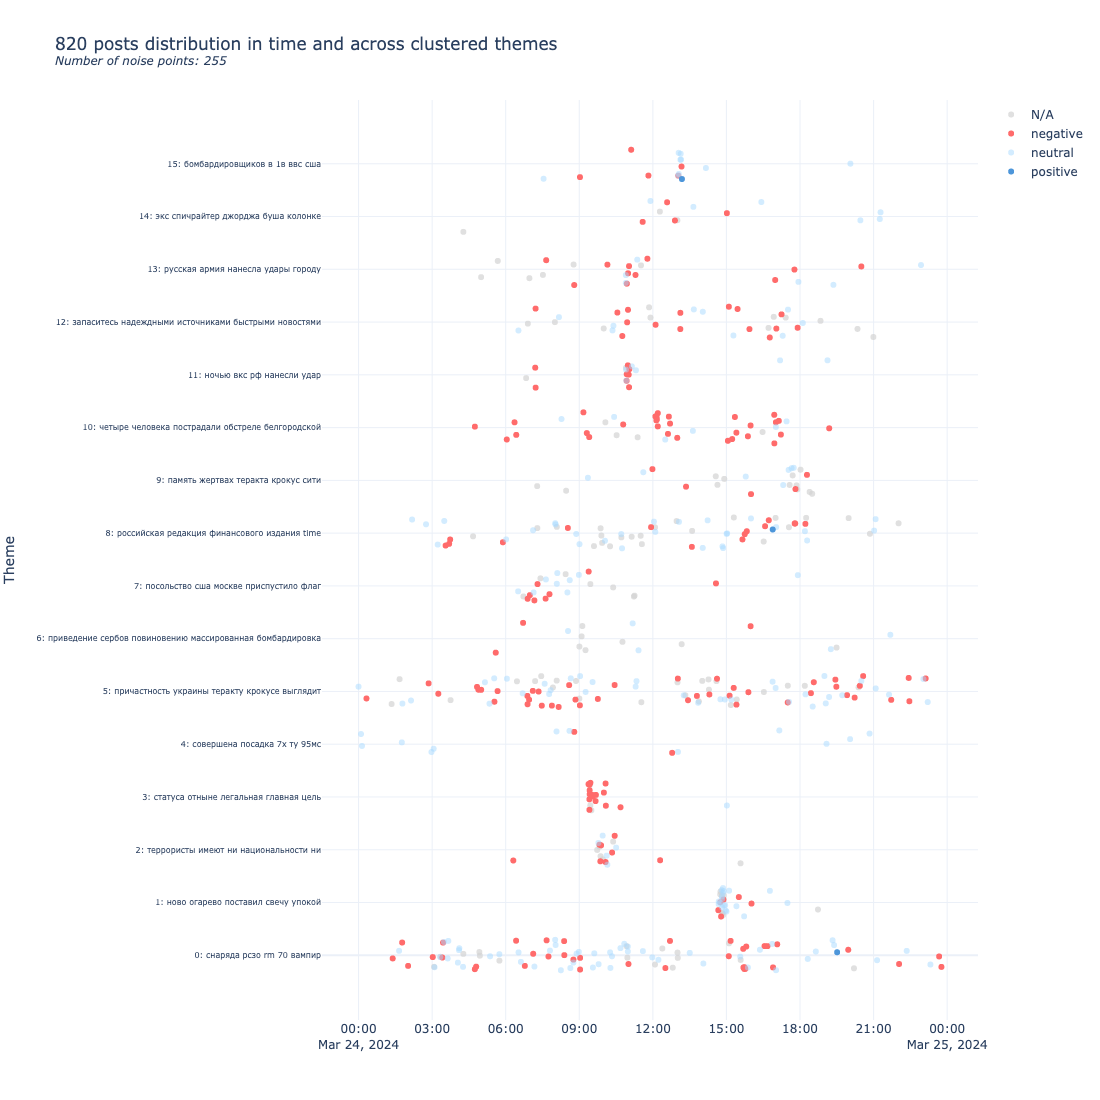 820 posts distribution in time and across clustered themes
Number of noise points: 255
N/A
negative
neutral
positive
15: бомбардировщиков в 1в ввс сша
14: экс спичрайтер джорджа буша колонке
13: русская армия нанесла удары городу
12: запаситесь надежными источниками быстрыми новостями
11: ночью вкс рф нанесли удар
10: четыре человека пострадали обстреле белгородской
9: память жертвах теракта крокус сити
8: российская редакция финансового издания time
7: посольство сша москве приспустило флаг
6: приведение сербов повиновению массированная бомбардировка
5: причастность украины теракту крокусе выглядит
4: совершена посадка 7х ту 95мс
3: статуса отныне легальная главная цель
2: террористы имеют ни национальности ни
1: ново огарево поставил свечу упокой
0: снаряда рсзо rm 70 вампир
Theme
00:00 03:00 06:00 09:00 12:00 15:00 18:00 21:00 00:00
Mar 24, 2024 Mar 25, 2024